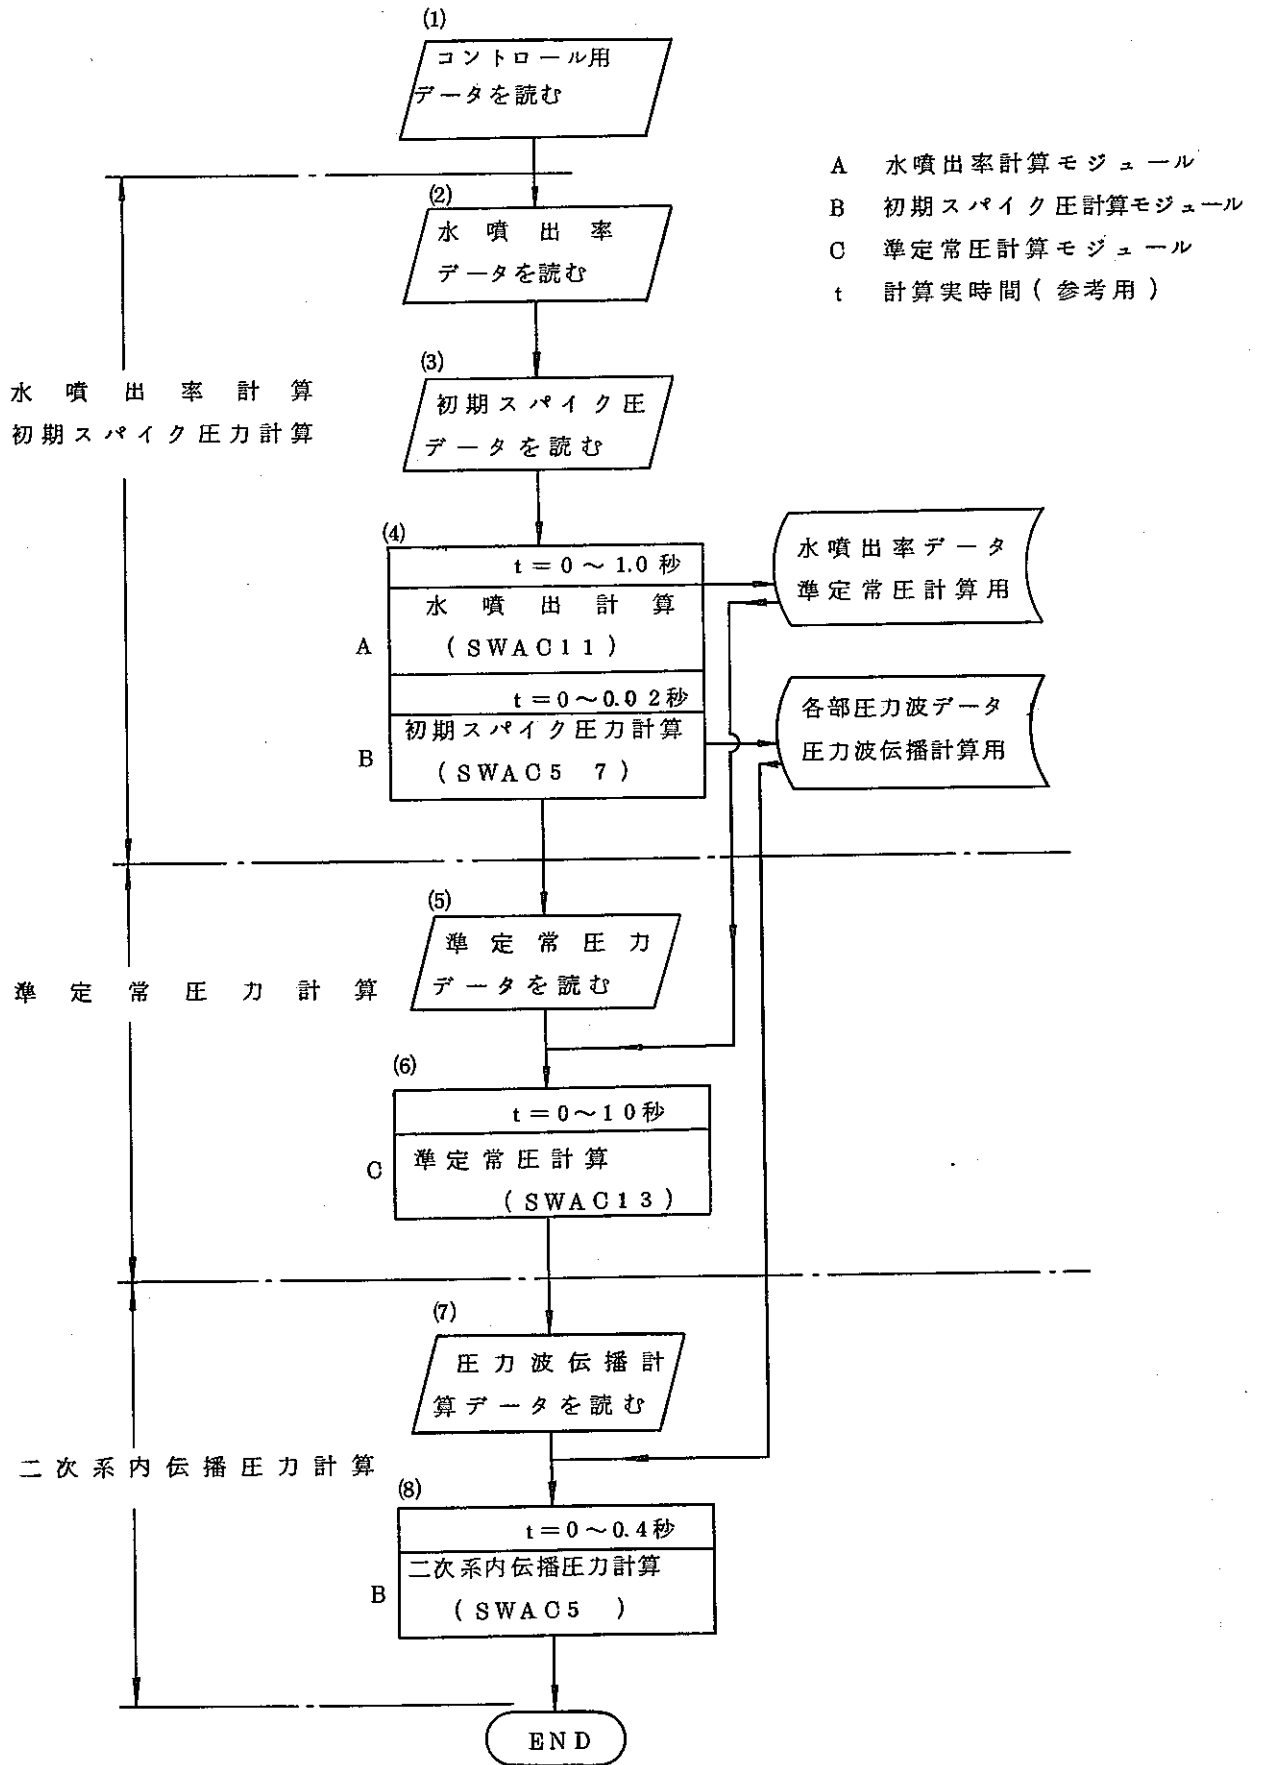 (1)
コントロール用
データを読む
A 水噴出率計算モジュール
B 初期スパイク圧計算モジュール
C 準定常圧計算モジュール
t 計算実時間(参考用)
(2)
水噴出率
データを読む
(3)
初期スパイク圧
データを読む
水噴出率計算
初期スパイク圧力計算
(4)
t=0~1.0秒
水噴出計算
A (SWAC11)
t=0~0.02秒
初期スパイク圧力計算
B (SWAC5 7)
水噴出率データ
準定常圧計算用
各部圧力波データ
圧力波伝播計算用
(5)
準定常圧力
データを読む
準定常圧力計算
(6)
t=0~10秒
C 準定常圧計算
(SWAC13)
(7)
圧力波伝播計
算データを読む
二次系内伝播圧力計算
(8)
t=0~0.4秒
二次系内伝播圧力計算
B (SWAC5 )
END